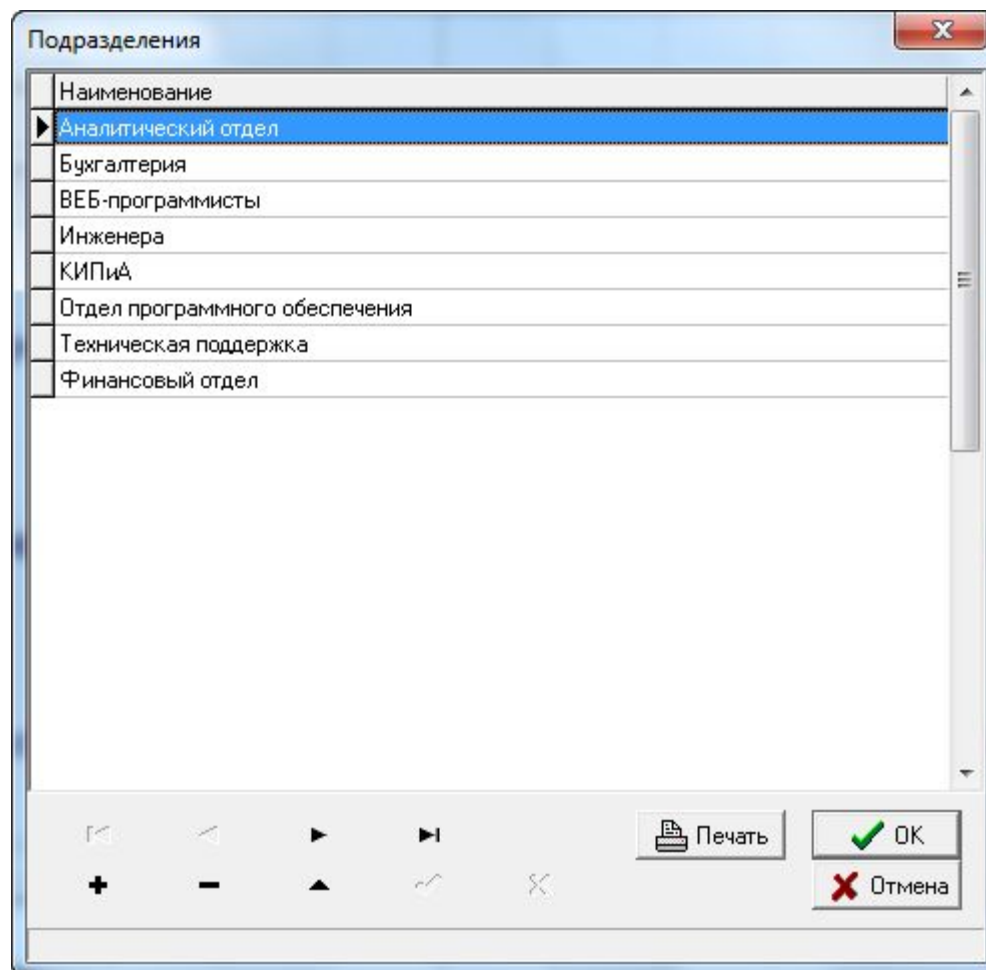 Подразделения
Наименование
Аналитический отдел
Бухгалтерия
ВЕБ-программисты
Инженера
КИПиА
Отдел программного обеспечения
Техническая поддержка
Финансовый отдел
Печать
OK
Отмена